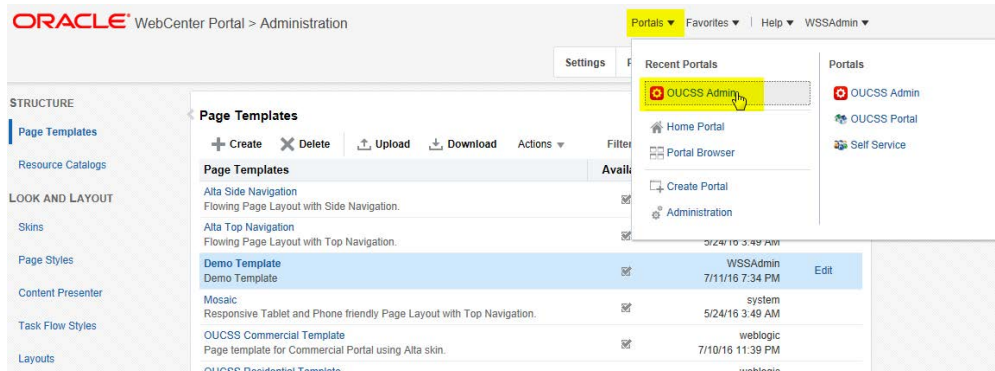 ORACLE WebCenter Portal > Administration
Portals Favorites Help WSSAdmin
Settings
STRUCTURE
Page Templates
Resource Catalogs
LOOK AND LAYOUT
Skins
Page Styles
Content Presenter
Task Flow Styles
Layouts
Page Templates
Create Delete Upload Download Actions Filter
Page Templates Availa
Alta Side Navigation
Flowing Page Layout with Side Navigation.
Alta Top Navigation
Flowing Page Layout with Top Navigation.
5/24/16 3:49 AM
Demo Template WSSAdmin
Demo Template 7/11/16 7:34 PM Edit
Mosaic system
Responsive Tablet and Phone friendly Page Layout with Top Navigation. 5/24/16 3:49 AM
OUCSS Commercial Template weblogic
Page template for Commercial Portal using Alta skin. 7/10/16 11:39 PM
OUCSS Residential Template weblogic
Recent Portals
OUCSS Admin
Home Portal
Portal Browser
Create Portal
Administration
Portals
OUCSS Admin
OUCSS Portal
Self Service